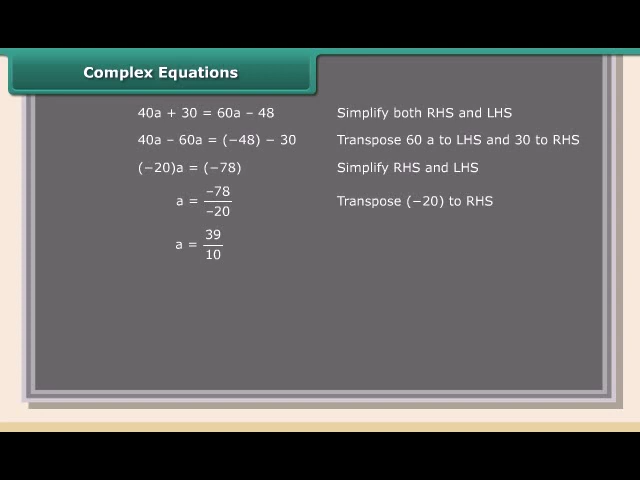 Complex Equations
40a + 30 = 60a – 48 Simplify both RHS and LHS
40a – 60a = (−48) − 30 Transpose 60 a to LHS and 30 to RHS
(−20)a = (−78) Simplify RHS and LHS
a = –78/–20 Transpose (−20) to RHS
a = 39/10